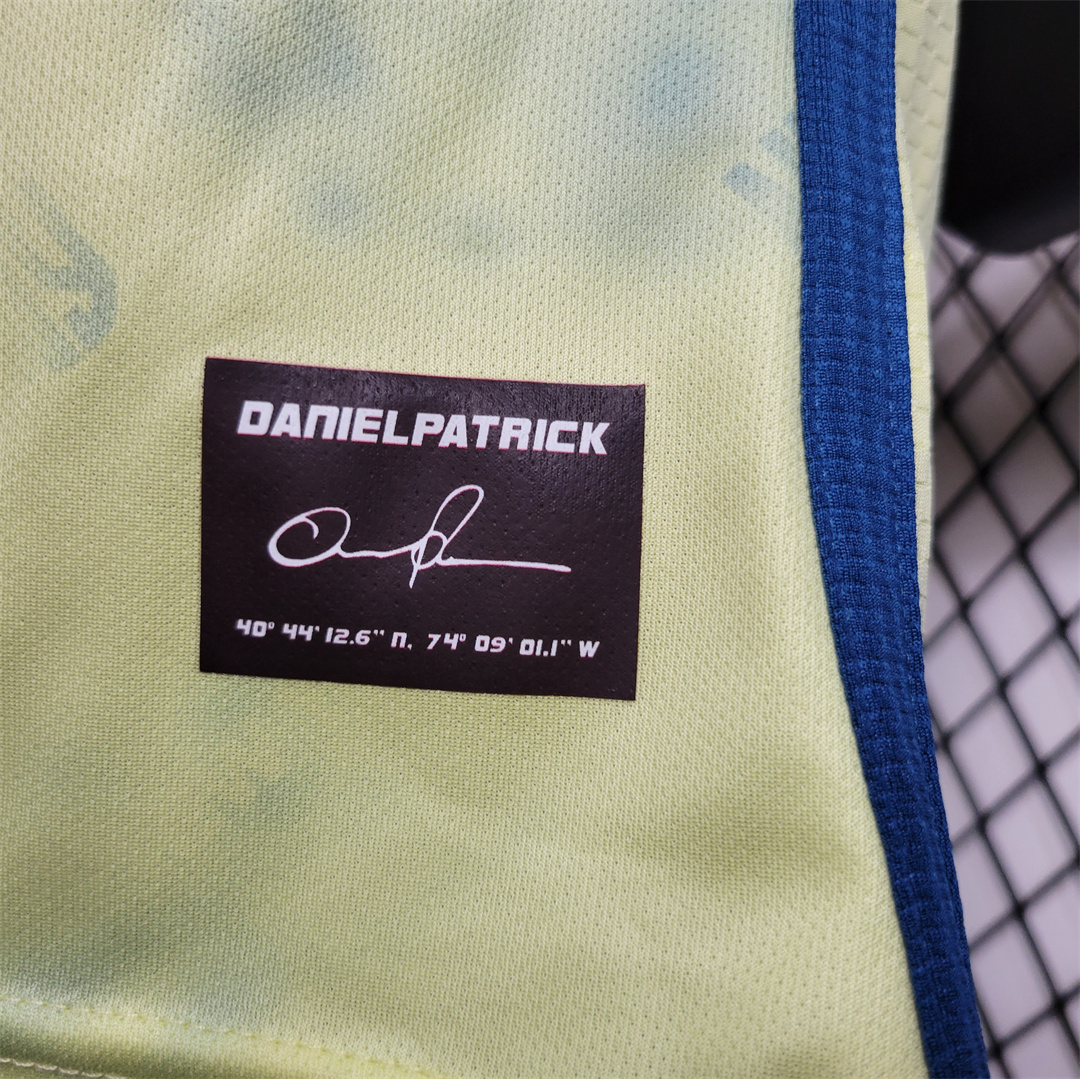 DANIELPATRICK
40° 44' 12.6" N, 74° 09' 01.1" W